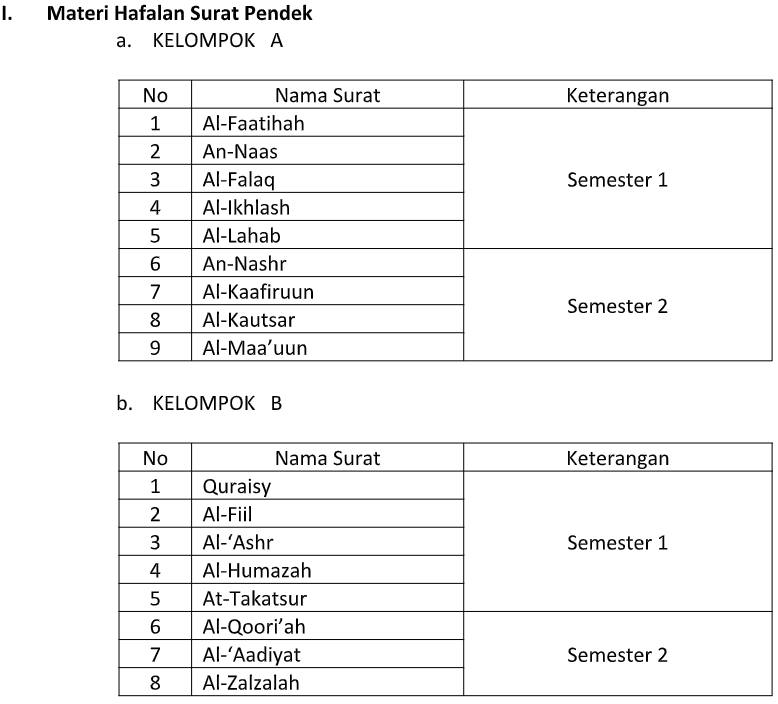 I. Materi Hafalan Surat Pendek
a. KELOMPOK A
No Nama Surat Keterangan
1 Al-Faatihah
2 An-Naas
3 Al-Falaq Semester 1
4 Al-Ikhlash
5 Al-Lahab
6 An-Nashr
7 Al-Kaafiruun
Semester 2
8 Al-Kautsar
9 Al-Maa’uun
b. KELOMPOK B
No Nama Surat Keterangan
1 Quraisy
2 Al-Fiil
3 Al-‘Ashr Semester 1
4 Al-Humazah
5 At-Takatsur
6 Al-Qoori’ah
7 Al-‘Aadiyat Semester 2
8 Al-Zalzalah